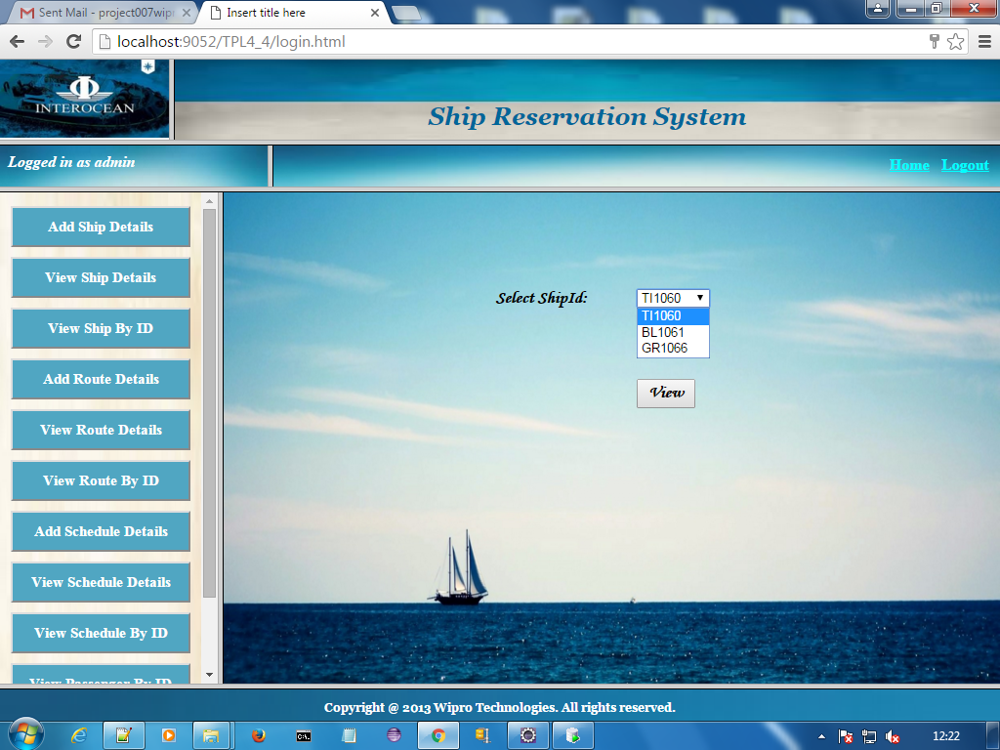 Sent Mail - project007wipr
Insert title here
localhost:9052/TPL4_4/login.html
INTEROCEAN
Ship Reservation System
Logged in as admin
Home Logout
Add Ship Details
View Ship Details
View Ship By ID
Add Route Details
View Route Details
View Route By ID
Add Schedule Details
View Schedule Details
View Schedule By ID
View Passenger By ID
Select ShipId:
TI1060
TI1060
BL1061
GR1066
View
Copyright @ 2013 Wipro Technologies. All rights reserved.
12:22